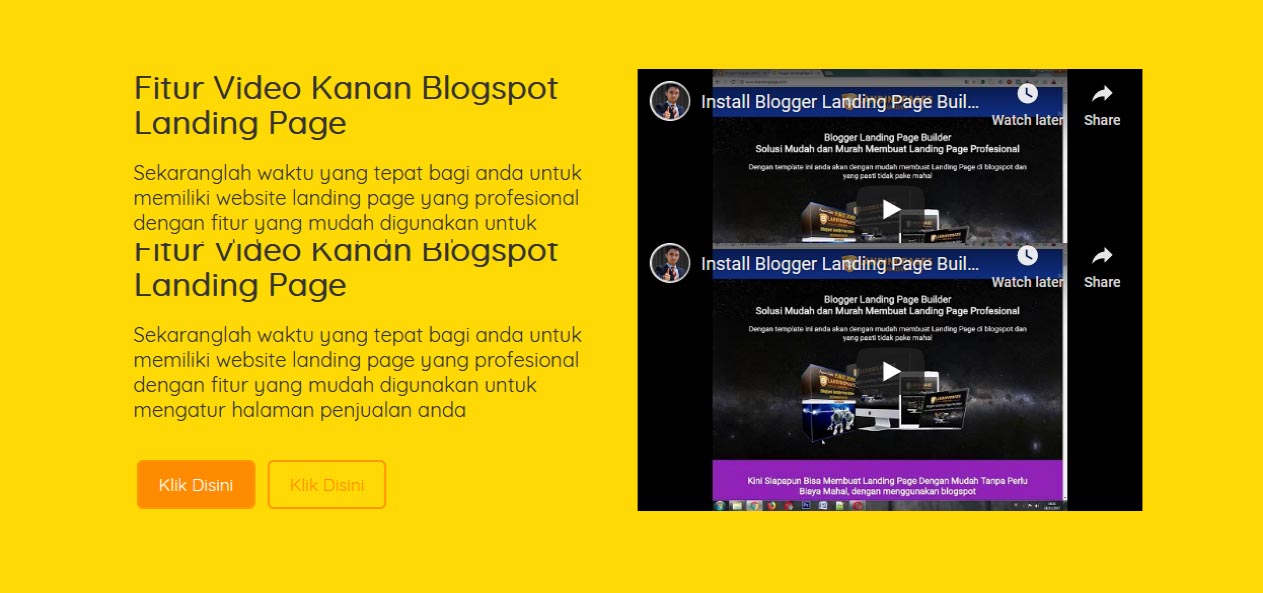 Fitur Video Kanan Blogspot
Landing Page
Sekaranglah waktu yang tepat bagi anda untuk
memiliki website landing page yang profesional
dengan fitur yang mudah digunakan untuk
Fitur Video Kanan Blogspot
Landing Page
Sekaranglah waktu yang tepat bagi anda untuk
memiliki website landing page yang profesional
dengan fitur yang mudah digunakan untuk
mengatur halaman penjualan anda
Klik Disini
Klik Disini
Install Blogger Landing Page Buil...
Watch later
Share
Blogger Landing Page Builder
Solusi Mudah dan Murah Membuat Landing Page Profesional
Dengan template ini anda akan dengan mudah membuat Landing Page di blogspot dan
yang pasti tidak pake mahal
Install Blogger Landing Page Buil...
Watch later
Share
Blogger Landing Page Builder
Solusi Mudah dan Murah Membuat Landing Page Profesional
Dengan template ini anda akan dengan mudah membuat Landing Page di blogspot dan
yang pasti tidak pake mahal
Kini Siapapun Bisa Membuat Landing Page Dengan Mudah Tanpa Perlu
Biaya Mahal, dengan menggunakan blogspot